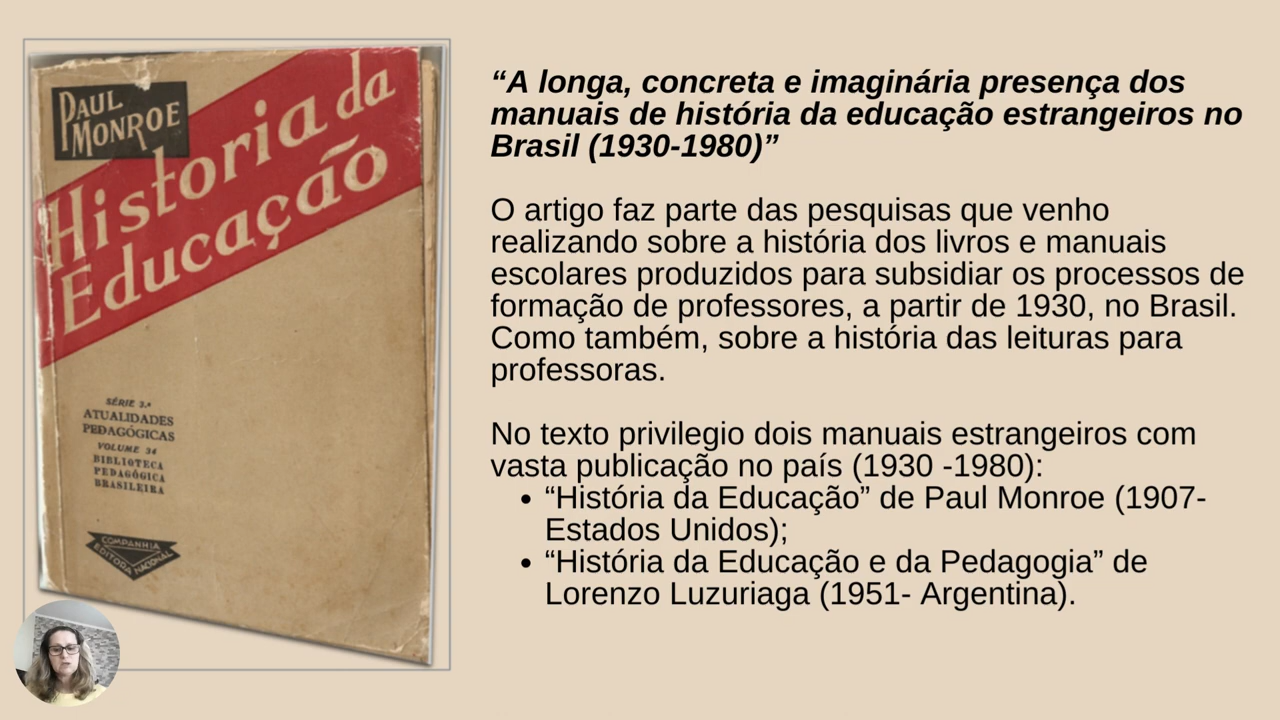 PAUL
MONROE
Historia da
Educação
SÉRIE 3.ª
ATUALIDADES
PEDAGÓGICAS
VOLUME 34
BIBLIOTECA
PEDAGÓGICA
BRASILEIRA
COMPANHIA
EDITORA NACIONAL
“A longa, concreta e imaginária presença dos
manuais de história da educação estrangeiros no
Brasil (1930-1980)”
O artigo faz parte das pesquisas que venho
realizando sobre a história dos livros e manuais
escolares produzidos para subsidiar os processos de
formação de professores, a partir de 1930, no Brasil.
Como também, sobre a história das leituras para
professoras.
No texto privilegio dois manuais estrangeiros com
vasta publicação no país (1930 -1980):
• “História da Educação” de Paul Monroe (1907-
Estados Unidos);
• “História da Educação e da Pedagogia” de
Lorenzo Luzuriaga (1951- Argentina).